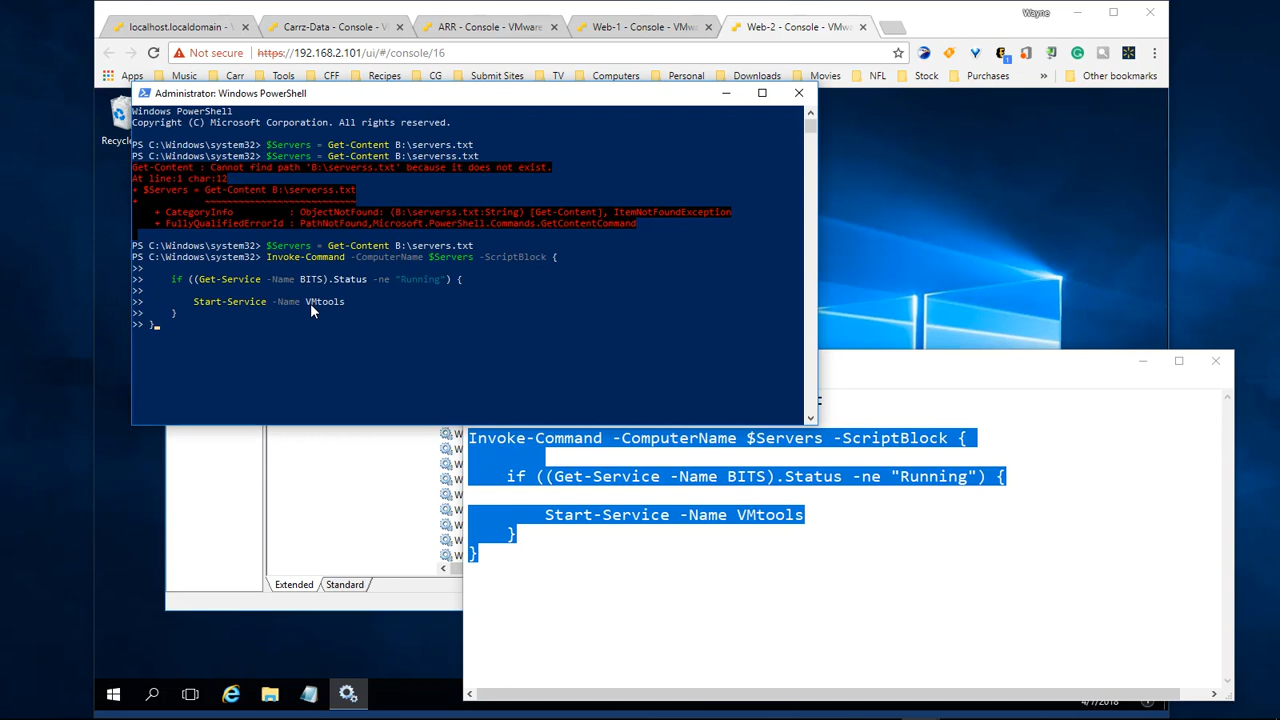 Wayne
localhost.localdomain -
Carrz-Data - Console - VM
ARR - Console - VMware
Web-1 - Console - VMw
Web-2 - Console - VMw
Not secure
https://192.168.2.101/ui/#/console/16
Apps Music Carr Tools CFF Recipes CG Submit Sites TV Computers Personal Downloads Movies NFL Stock Purchases » Other bookmarks
Administrator: Windows PowerShell
Windows PowerShell
Copyright (C) Microsoft Corporation. All rights reserved.
PS C:\Windows\system32> $Servers = Get-Content B:\servers.txt
PS C:\Windows\system32> $Servers = Get-Content B:\serverss.txt
Get-Content : Cannot find path 'B:\serverss.txt' because it does not exist.
At line:1 char:12
+ $Servers = Get-Content B:\serverss.txt
+            ~~~~~~~~~~~~~~~~~~~~~~~~~~~
    + CategoryInfo          : ObjectNotFound: (B:\serverss.txt:String) [Get-Content], ItemNotFoundException
    + FullyQualifiedErrorId : PathNotFound,Microsoft.PowerShell.Commands.GetContentCommand
PS C:\Windows\system32> $Servers = Get-Content B:\servers.txt
PS C:\Windows\system32> Invoke-Command -ComputerName $Servers -ScriptBlock {
>>
>>     if ((Get-Service -Name BITS).Status -ne "Running") {
>>
>>         Start-Service -Name VMtools
>>     }
>> }
Invoke-Command -ComputerName $Servers -ScriptBlock {
if ((Get-Service -Name BITS).Status -ne "Running") {
Start-Service -Name VMtools
}
}
W
W
W
W
W
W
W
W
W
Extended
Standard
4/7/2018